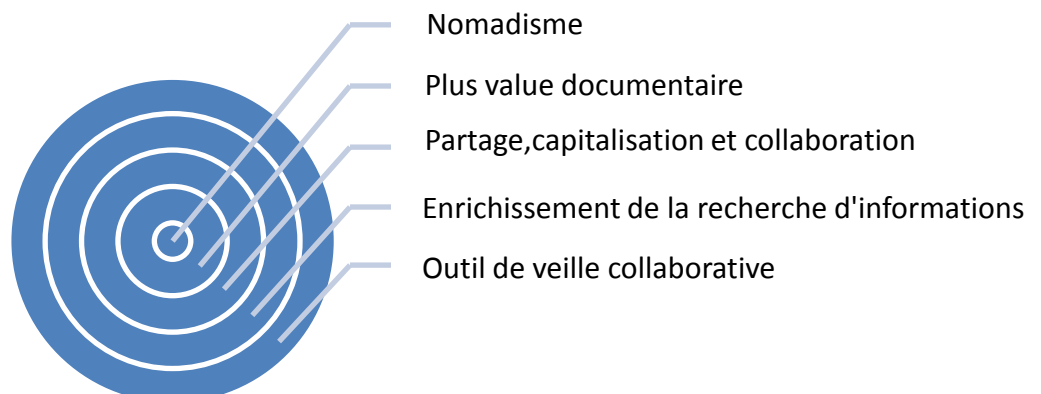 Nomadisme
Plus value documentaire
Partage,capitalisation et collaboration
Enrichissement de la recherche d'informations
Outil de veille collaborative